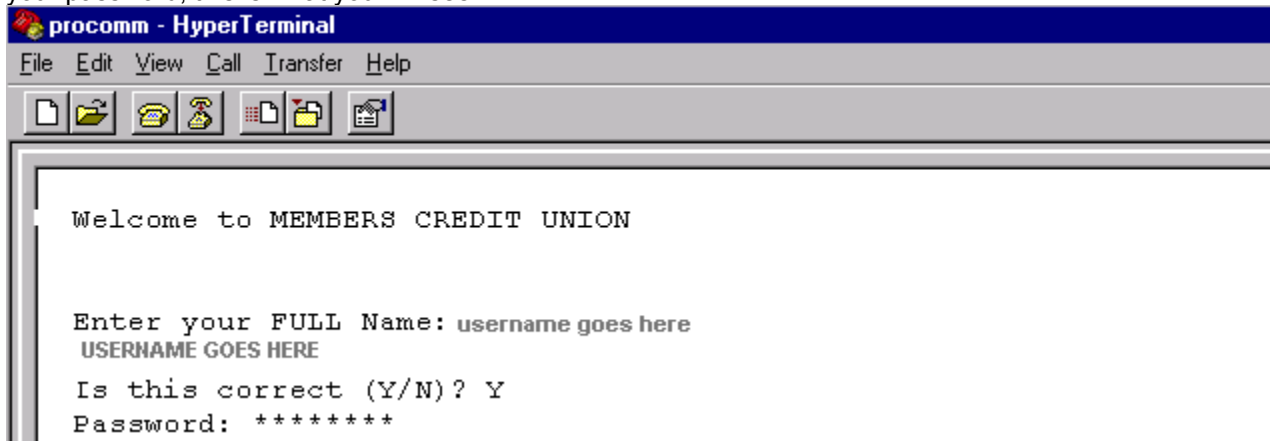 procomm - HyperTerminal
File Edit View Call Transfer Help
Welcome to MEMBERS CREDIT UNION
Enter your FULL Name: username goes here
USERNAME GOES HERE
Is this correct (Y/N)? Y
Password: ********